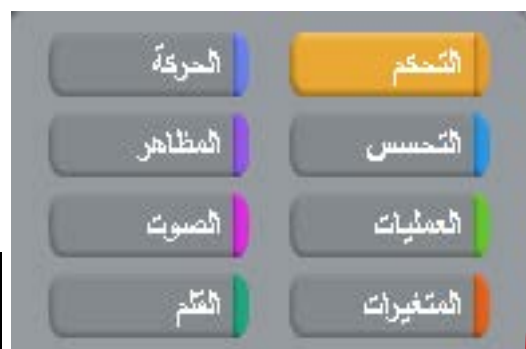 التحكم الحركة
التحسس المظاهر
العمليات الصوت
المتغيرات القلم